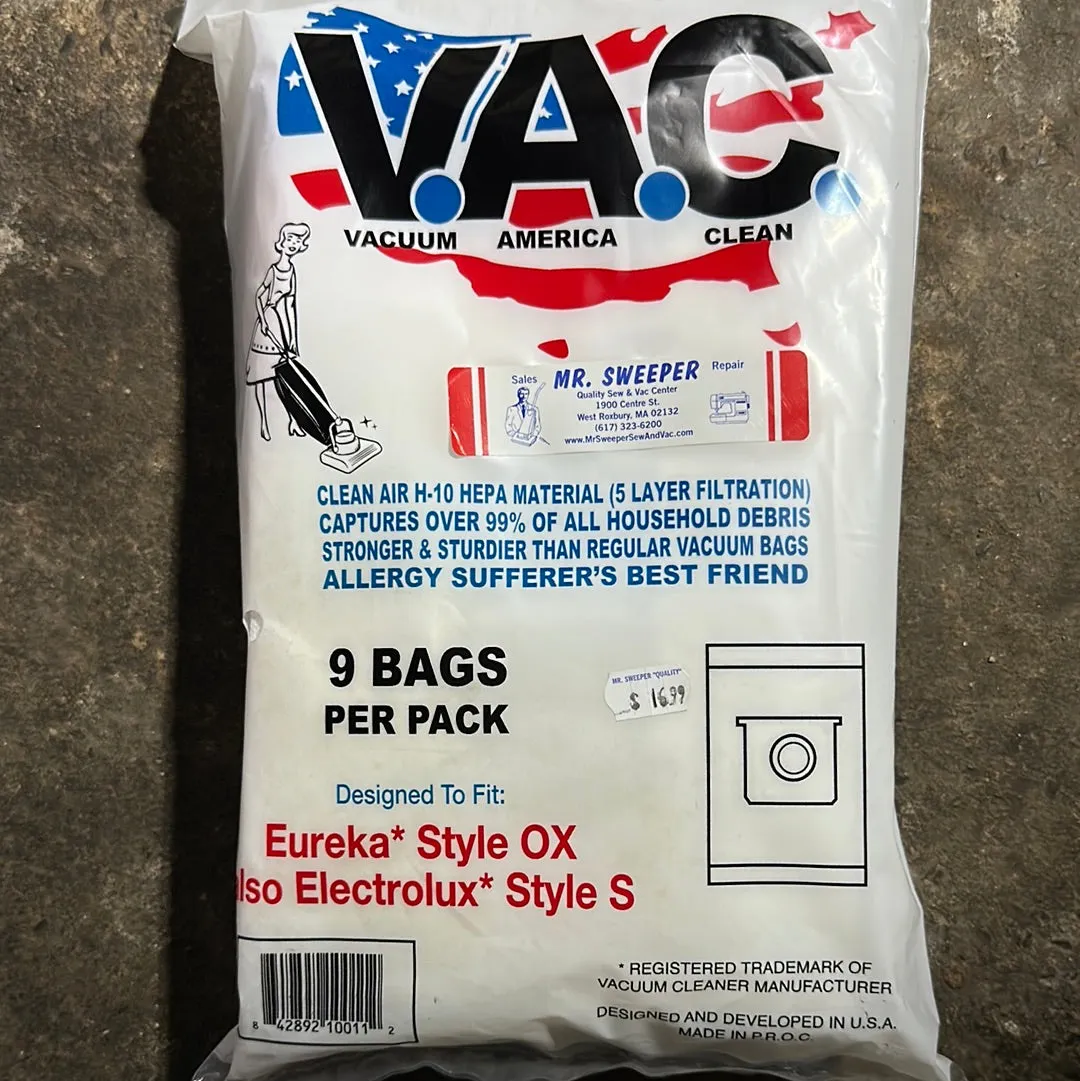 V.A.C.
VACUUM AMERICA CLEAN
Sales MR. SWEEPER Repair
Quality Sew & Vac Center
1900 Centre St.
West Roxbury, MA 02132
(617) 323-6200
www.MrSweeperSewAndVac.com
CLEAN AIR H-10 HEPA MATERIAL (5 LAYER FILTRATION)
CAPTURES OVER 99% OF ALL HOUSEHOLD DEBRIS
STRONGER & STURDIER THAN REGULAR VACUUM BAGS
ALLERGY SUFFERER'S BEST FRIEND
9 BAGS
PER PACK
MR. SWEEPER "QUALITY"
$ 16.99
Designed To Fit:
Eureka* Style OX
also Electrolux* Style S
8 42892 10011 2
* REGISTERED TRADEMARK OF
VACUUM CLEANER MANUFACTURER
DESIGNED AND DEVELOPED IN U.S.A.
MADE IN P.R.O.C.